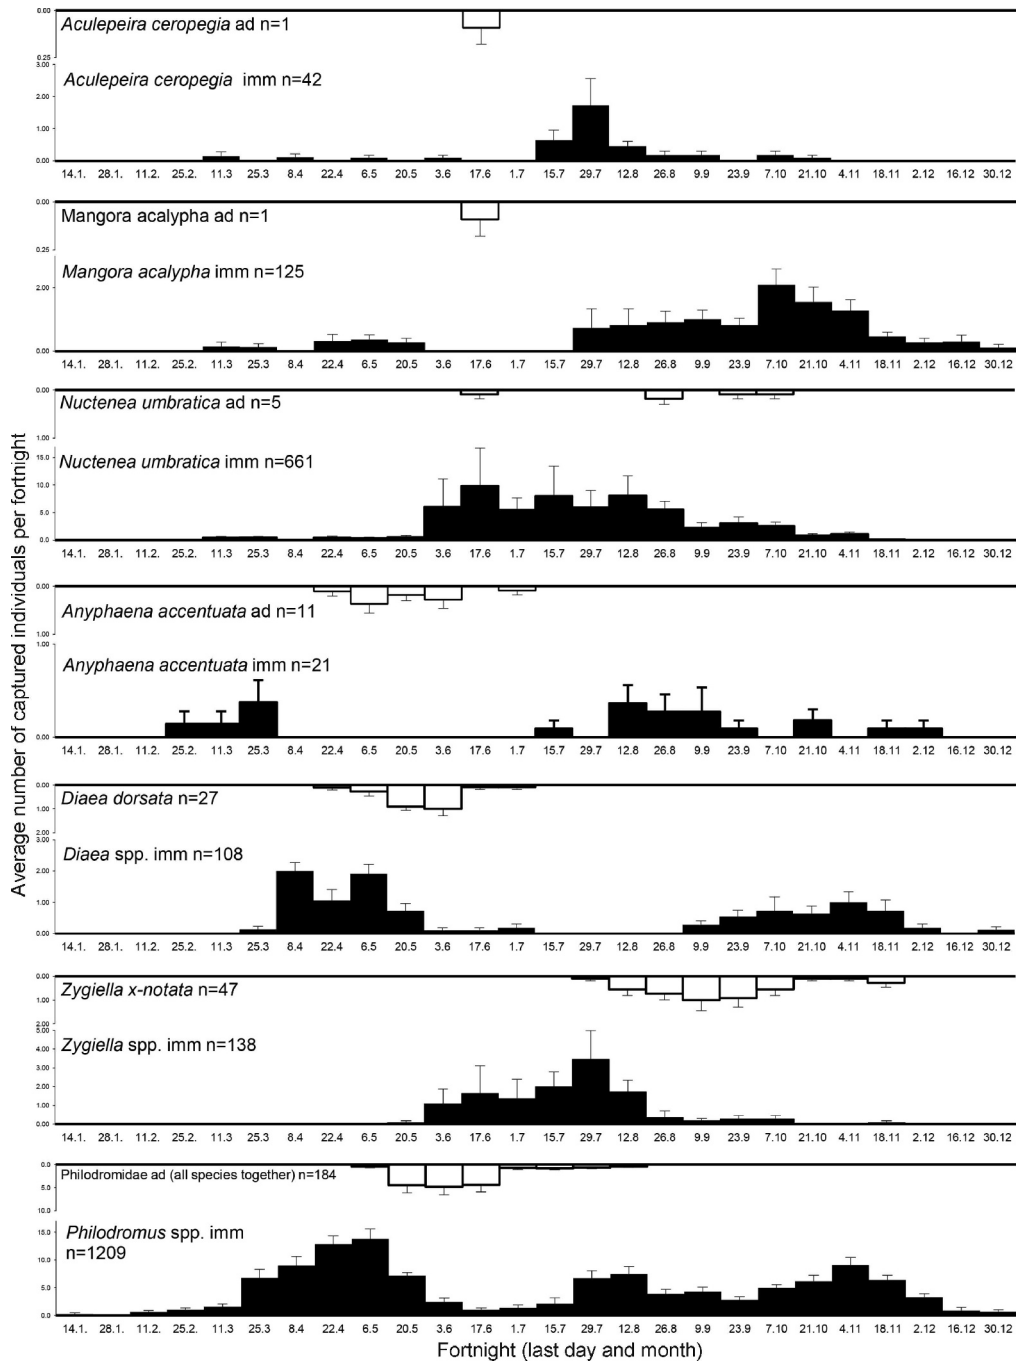 Average number of captured individuals per fortnight
0.00
Aculepeira ceropegia ad n=1
0.25
3.00
Aculepeira ceropegia imm n=42
2.00
1.00
0.00
14.1. 28.1. 11.2. 25.2. 11.3 25.3 8.4 22.4 6.5 20.5 3.6 17.6 1.7 15.7 29.7 12.8 26.8 9.9 23.9 7.10 21.10 4.11 18.11 2.12 16.12 30.12
0.00
Mangora acalypha ad n=1
0.25
Mangora acalypha imm n=125
2.00
0.00
14.1. 28.1. 11.2. 25.2. 11.3 25.3 8.4 22.4 6.5 20.5 3.6 17.6 1.7 15.7 29.7 12.8 26.8 9.9 23.9 7.10 21.10 4.11 18.11 2.12 16.12 30.12
0.00
Nuctenea umbratica ad n=5
1.00
15.0
Nuctenea umbratica imm n=661
10.0
5.0
0.0
14.1. 28.1. 11.2. 25.2. 11.3 25.3 8.4 22.4 6.5 20.5 3.6 17.6 1.7 15.7 29.7 12.8 26.8 9.9 23.9 7.10 21.10 4.11 18.11 2.12 16.12 30.12
0.00
Anyphaena accentuata ad n=11
1.00
1.00
Anyphaena accentuata imm n=21
0.00
14.1. 28.1. 11.2. 25.2. 11.3 25.3 8.4 22.4 6.5 20.5 3.6 17.6 1.7 15.7 29.7 12.8 26.8 9.9 23.9 7.10 21.10 4.11 18.11 2.12 16.12 30.12
0.00
Diaea dorsata n=27
1.00
2.00
3.00
Diaea spp. imm n=108
2.00
1.00
0.00
14.1. 28.1. 11.2. 25.2. 11.3 25.3 8.4 22.4 6.5 20.5 3.6 17.6 1.7 15.7 29.7 12.8 26.8 9.9 23.9 7.10 21.10 4.11 18.11 2.12 16.12 30.12
0.00
Zygiella x-notata n=47
1.00
2.00
5.00
Zygiella spp. imm n=138
4.00
3.00
2.00
1.00
0.00
14.1. 28.1. 11.2. 25.2. 11.3 25.3 8.4 22.4 6.5 20.5 3.6 17.6 1.7 15.7 29.7 12.8 26.8 9.9 23.9 7.10 21.10 4.11 18.11 2.12 16.12 30.12
0.0
Philodromidae ad (all species together) n=184
5.0
10.0
15.0
Philodromus spp. imm
n=1209
10.0
5.0
0.0
14.1. 28.1. 11.2. 25.2. 11.3 25.3 8.4 22.4 6.5 20.5 3.6 17.6 1.7 15.7 29.7 12.8 26.8 9.9 23.9 7.10 21.10 4.11 18.11 2.12 16.12 30.12
Fortnight (last day and month)